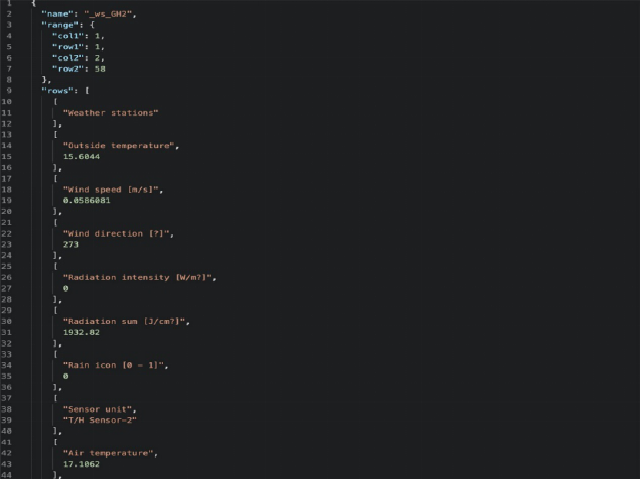 1 {
2 "name": "_ws_GH2",
3 "range": {
4 "col1": 1,
5 "row1": 1,
6 "col2": 2,
7 "row2": 58
8 },
9 "rows": [
10 [
11 "Weather stations"
12 ],
13 [
14 "Outside temperature",
15 15.6044
16 ],
17 [
18 "Wind speed [m/s]",
19 0.0586081
20 ],
21 [
22 "Wind direction [?]",
23 273
24 ],
25 [
26 "Radiation intensity [W/m?]",
27 0
28 ],
29 [
30 "Radiation sum [J/cm?]",
31 1932.82
32 ],
33 [
34 "Rain icon [0 = 1]",
35 0
36 ],
37 [
38 "Sensor unit",
39 "T/H Sensor=2"
40 ],
41 [
42 "Air temperature",
43 17.1062
44 ],